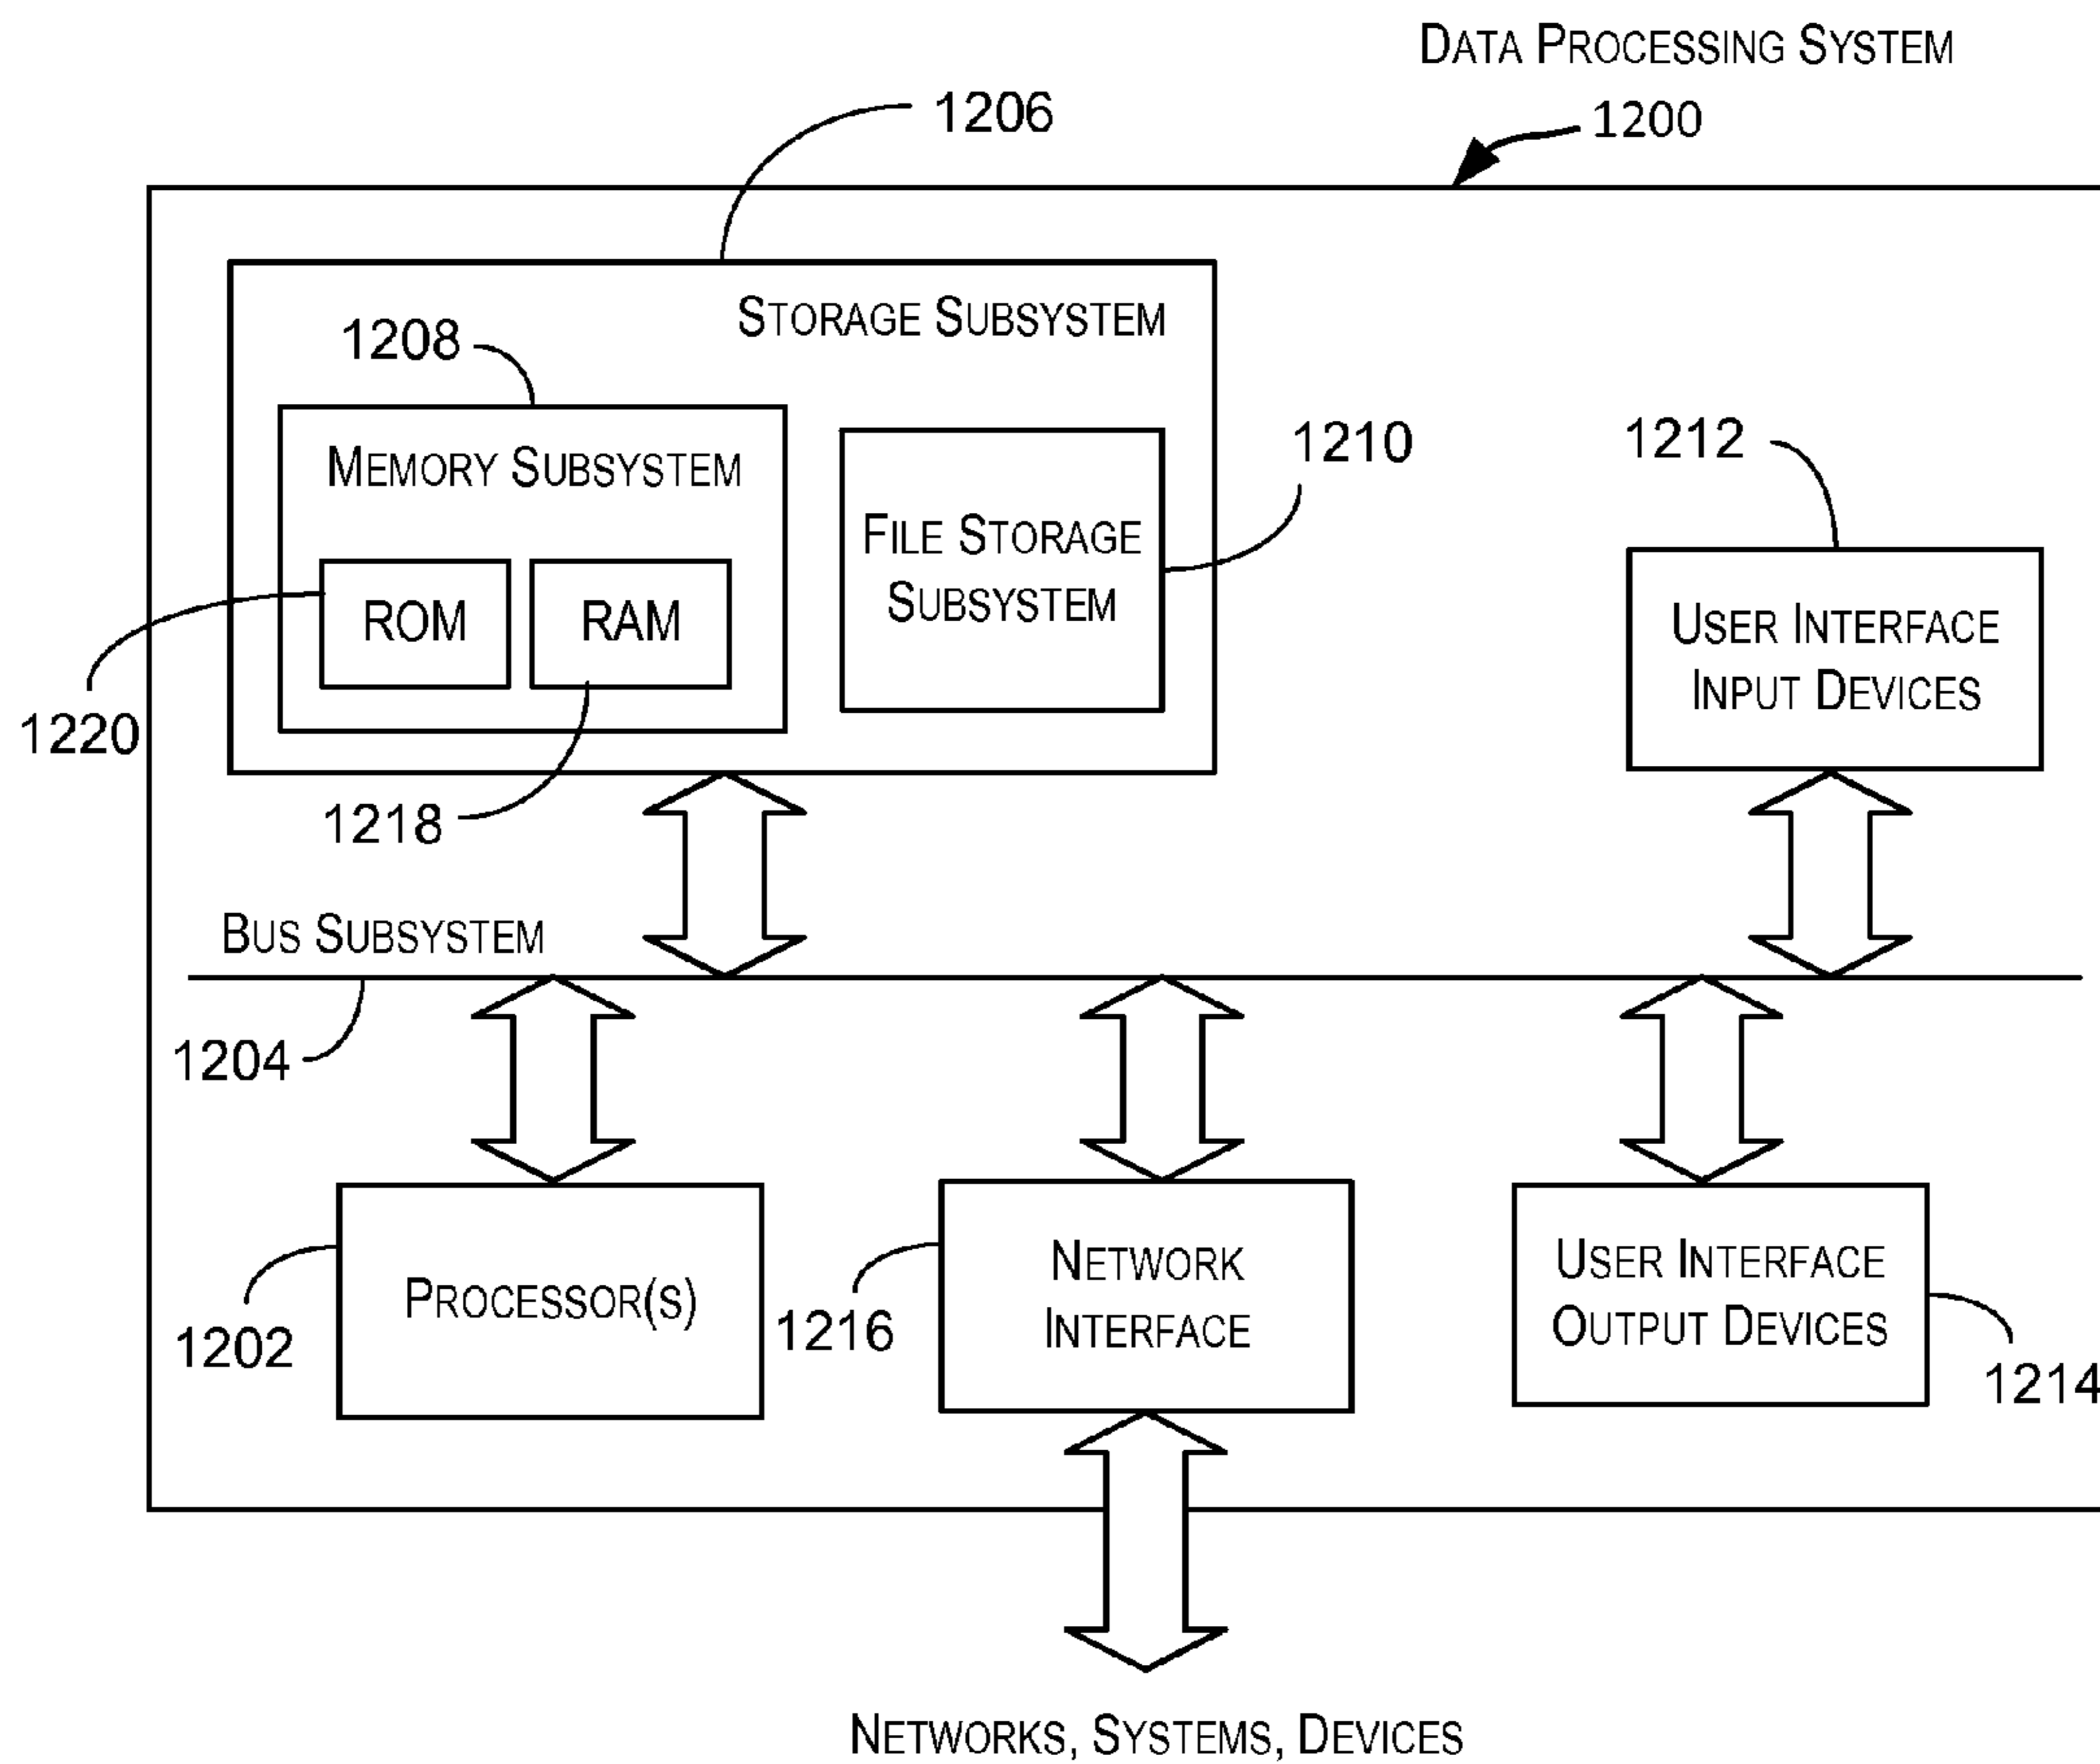 DATA PROCESSING SYSTEM
1200
1206
STORAGE SUBSYSTEM
1208
MEMORY SUBSYSTEM
1210
FILE STORAGE
SUBSYSTEM
ROM
RAM
1220
1218
1212
USER INTERFACE
INPUT DEVICES
BUS SUBSYSTEM
1204
PROCESSOR(S)
1202
NETWORK
INTERFACE
1216
USER INTERFACE
OUTPUT DEVICES
1214
NETWORKS, SYSTEMS, DEVICES